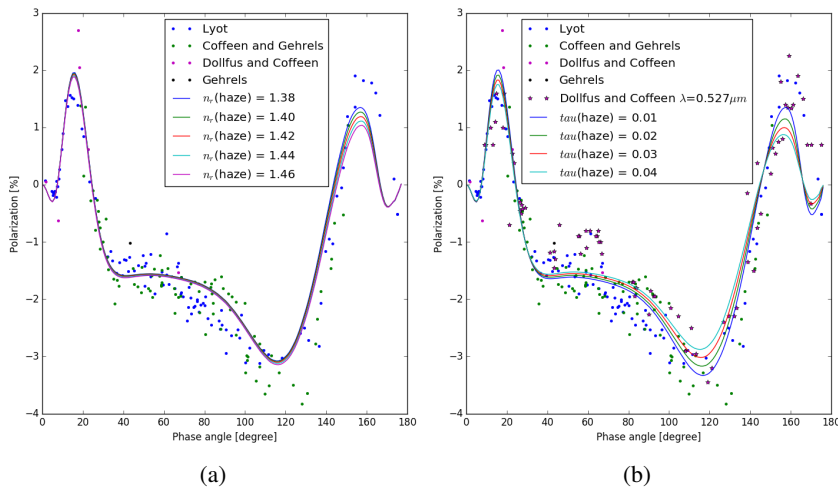 3
2
1
0
−1
−2
−3
−4
Polarization [%]
0 20 40 60 80 100 120 140 160 180
Phase angle [degree]
Lyot
Coffeen and Gehrels
Dollfus and Coffeen
Gehrels
n_r(haze) = 1.38
n_r(haze) = 1.40
n_r(haze) = 1.42
n_r(haze) = 1.44
n_r(haze) = 1.46
(a)
3
2
1
0
−1
−2
−3
−4
Polarization [%]
0 20 40 60 80 100 120 140 160 180
Phase angle [degree]
Lyot
Coffeen and Gehrels
Dollfus and Coffeen
Gehrels
Dollfus and Coffeen λ=0.527μm
tau(haze) = 0.01
tau(haze) = 0.02
tau(haze) = 0.03
tau(haze) = 0.04
(b)